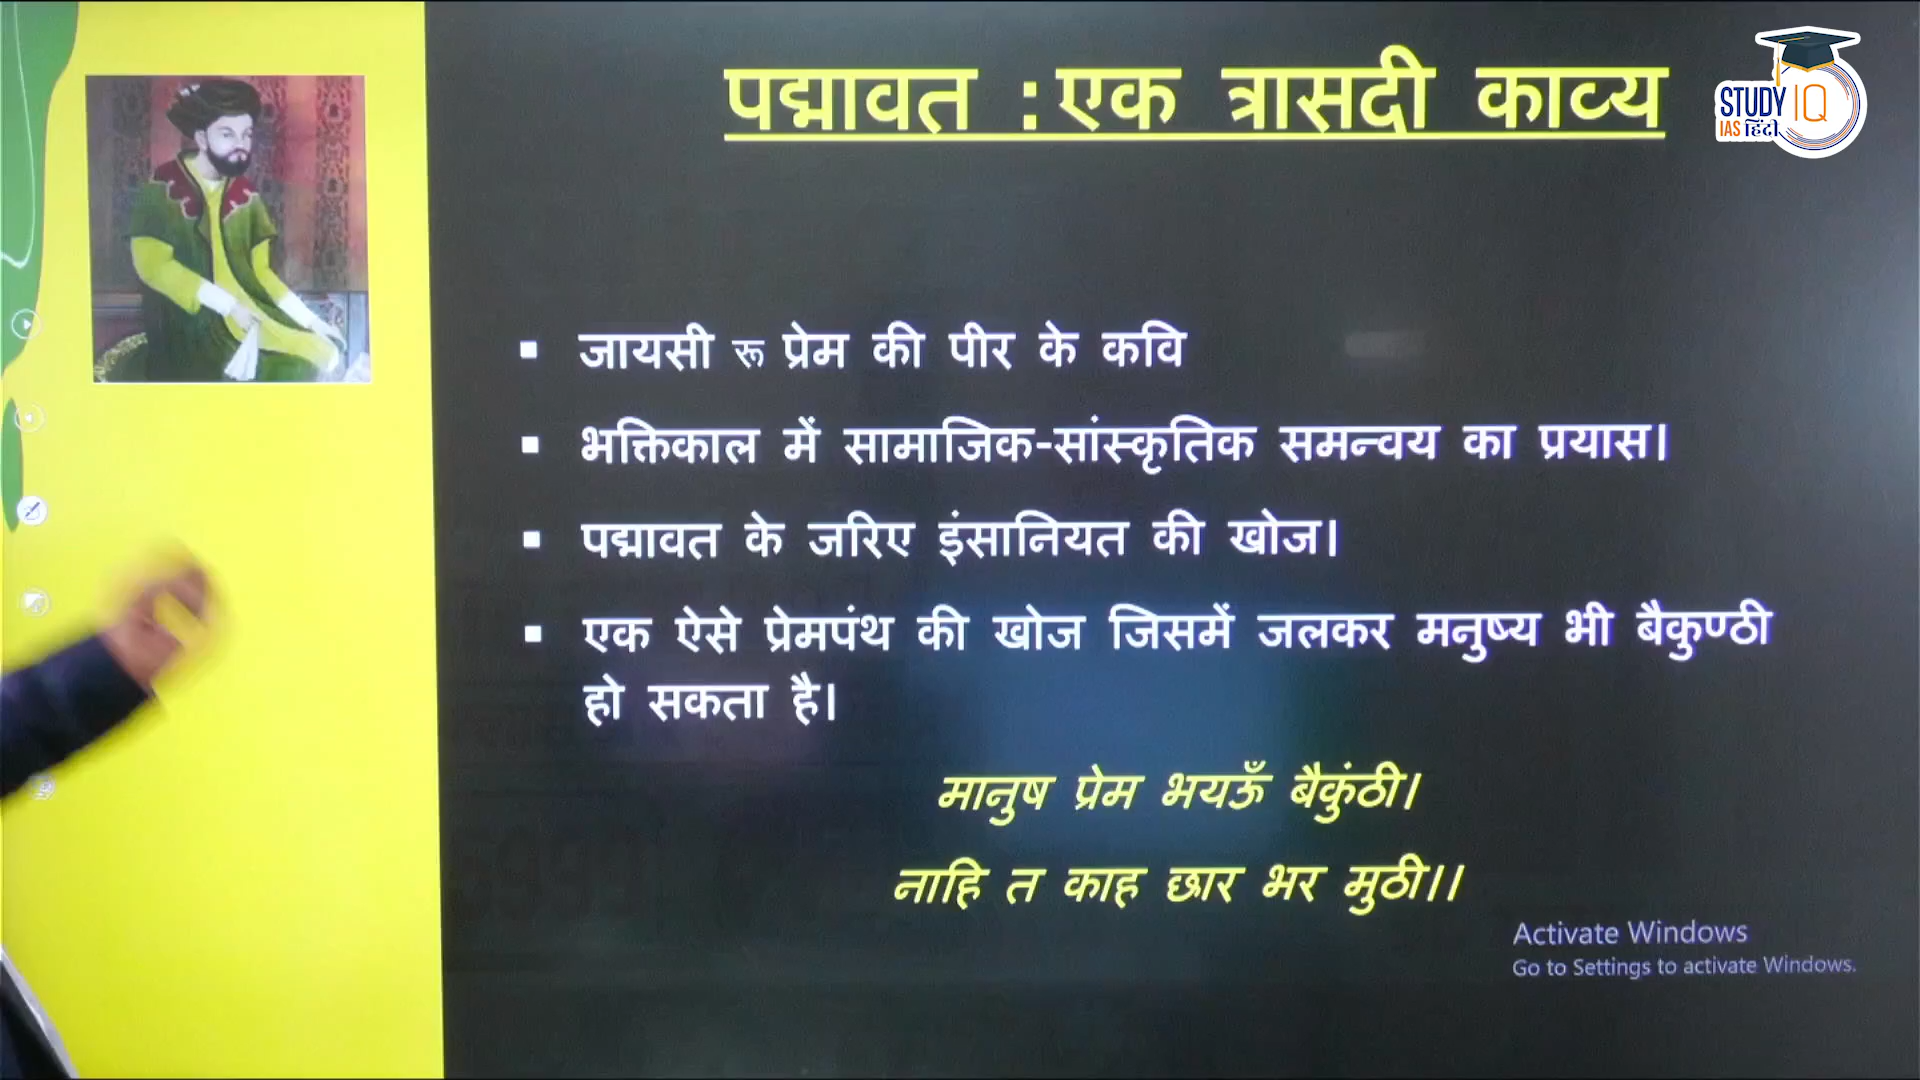 पद्मावत :एक त्रासदी काव्य
STUDY IQ
IAS हिंदी
▪ जायसी रू प्रेम की पीर के कवि
▪ भक्तिकाल में सामाजिक-सांस्कृतिक समन्वय का प्रयास।
▪ पद्मावत के जरिए इंसानियत की खोज।
▪ एक ऐसे प्रेमपंथ की खोज जिसमें जलकर मनुष्य भी बैकुण्ठी
हो सकता है।
मानुष प्रेम भयऊँ बैकुंठी।
नाहि त काह छार भर मुठी।।
Activate Windows
Go to Settings to activate Windows.